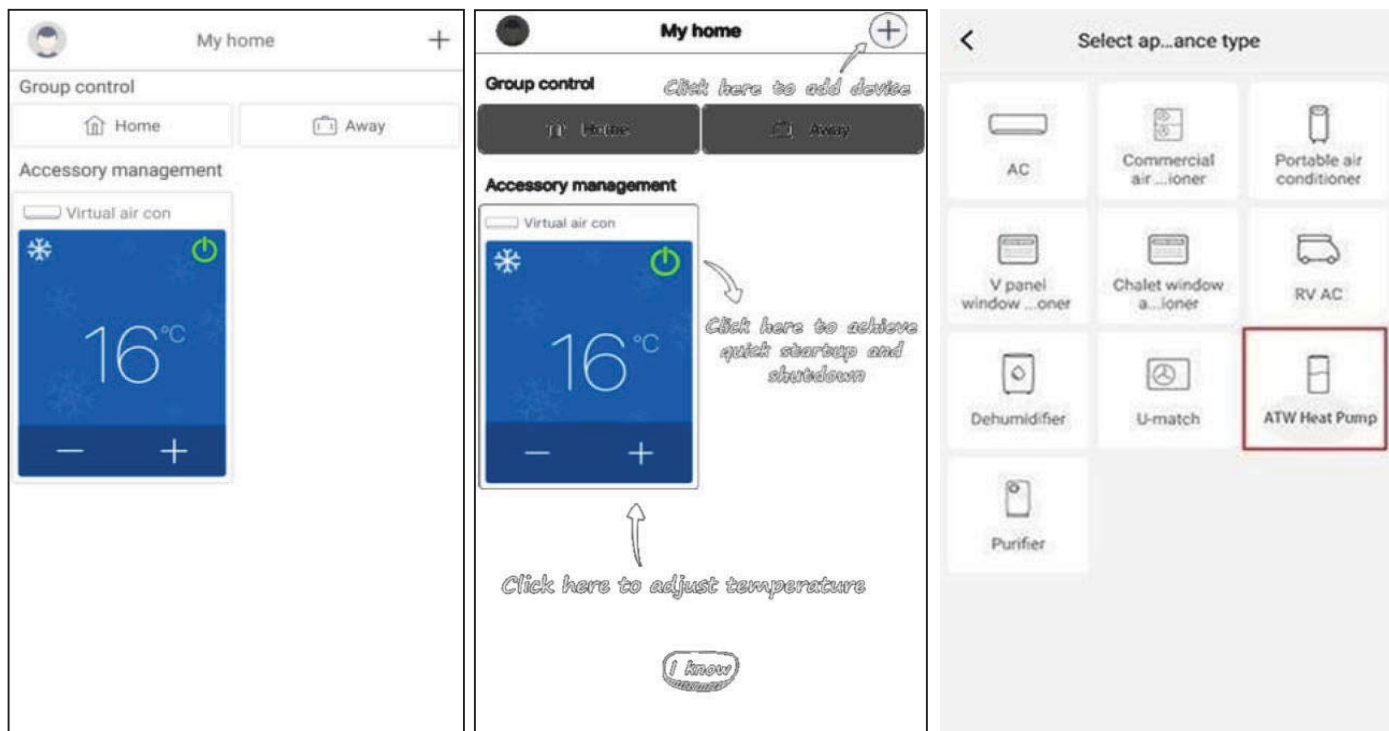 My home
+
Group control
Home
Away
Accessory management
Virtual air con
16°C
− +
My home
+
Click here to add device
Group control
Home
Away
Accessory management
Virtual air con
16°C
− +
Click here to achieve
quick startup and
shutdown
Click here to adjust temperature
I know
Select ap...ance type
AC
Commercial
air ...ioner
Portable air
conditioner
V panel
window ...oner
Chalet window
a...ioner
RV AC
Dehumidifier
U-match
ATW Heat Pump
Purifier